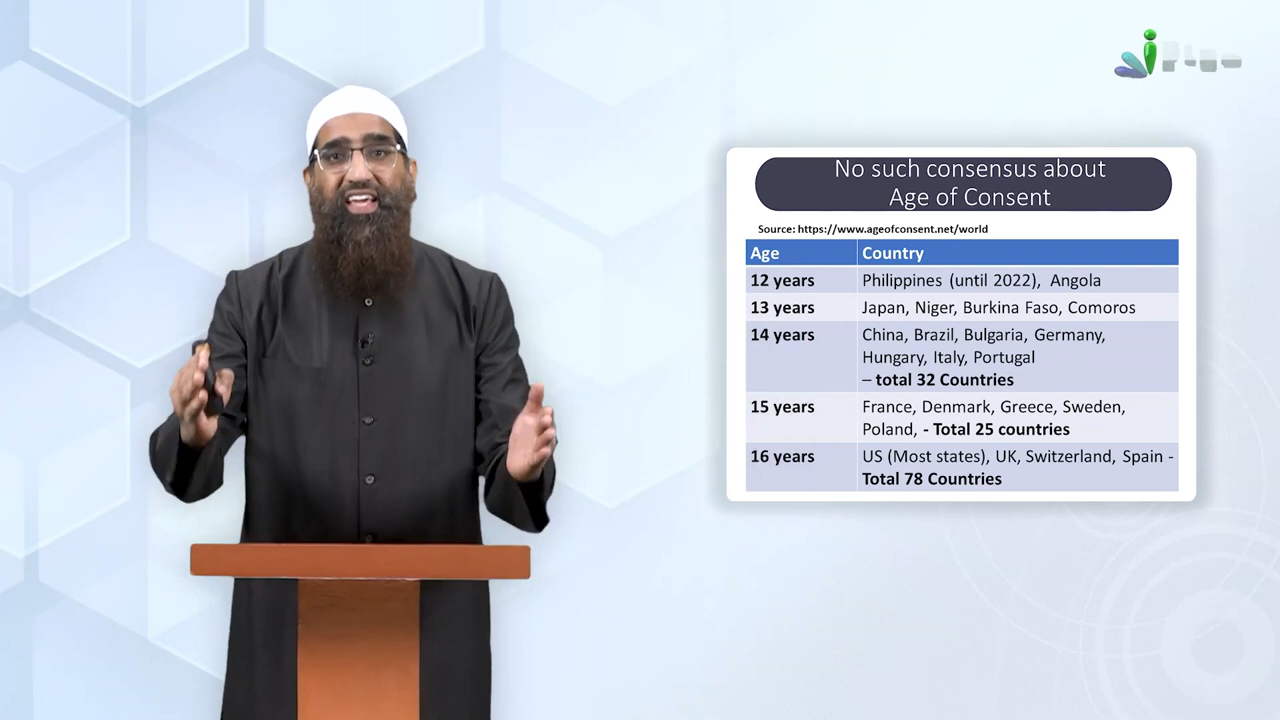 No such consensus about
Age of Consent
Source: https://www.ageofconsent.net/world
Age Country
12 years Philippines (until 2022), Angola
13 years Japan, Niger, Burkina Faso, Comoros
14 years China, Brazil, Bulgaria, Germany,
Hungary, Italy, Portugal
– total 32 Countries
15 years France, Denmark, Greece, Sweden,
Poland, - Total 25 countries
16 years US (Most states), UK, Switzerland, Spain -
Total 78 Countries